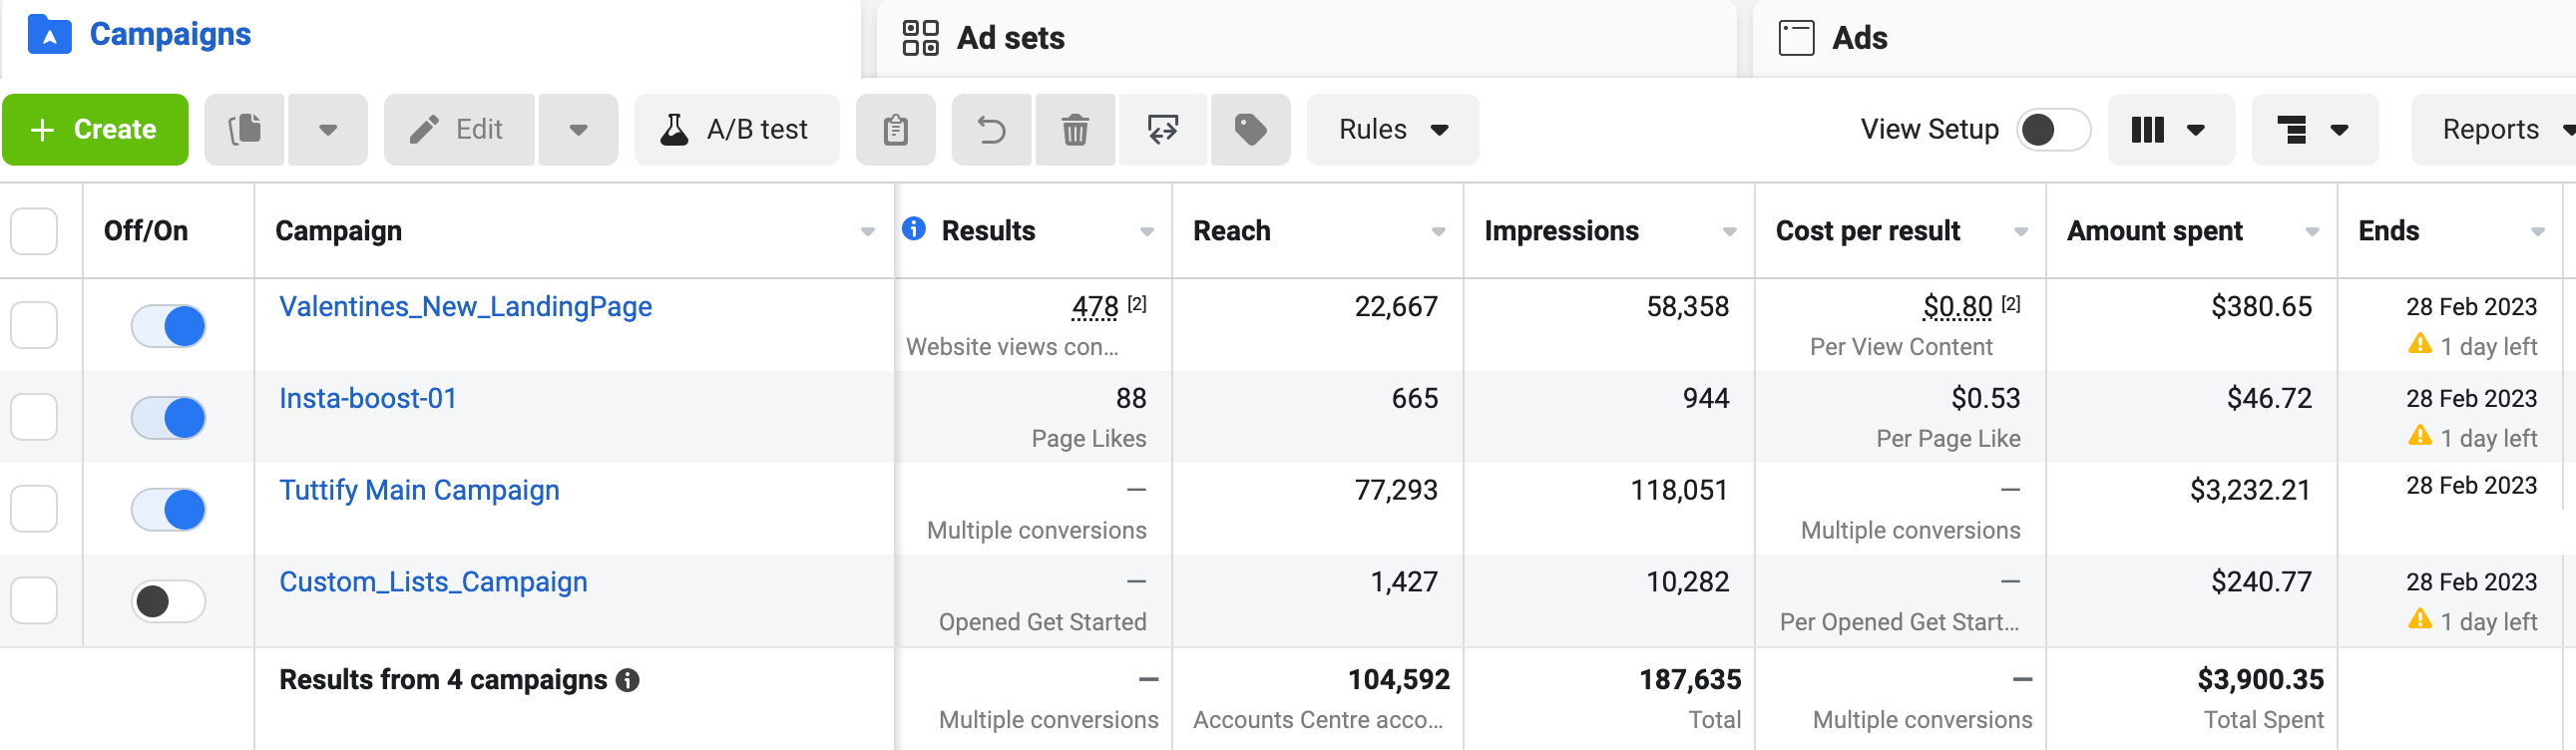 Campaigns
Ad sets
Ads
+ Create
Edit
A/B test
Rules
View Setup
Reports
Off/On Campaign Results Reach Impressions Cost per result Amount spent Ends
Valentines_New_LandingPage 478 [2] 22,667 58,358 $0.80 [2] $380.65 28 Feb 2023
Website views con... Per View Content 1 day left
Insta-boost-01 88 665 944 $0.53 $46.72 28 Feb 2023
Page Likes Per Page Like 1 day left
Tuttify Main Campaign — 77,293 118,051 — $3,232.21 28 Feb 2023
Multiple conversions Multiple conversions
Custom_Lists_Campaign — 1,427 10,282 — $240.77 28 Feb 2023
Opened Get Started Per Opened Get Start... 1 day left
Results from 4 campaigns — 104,592 187,635 — $3,900.35
Multiple conversions Accounts Centre acco... Total Multiple conversions Total Spent